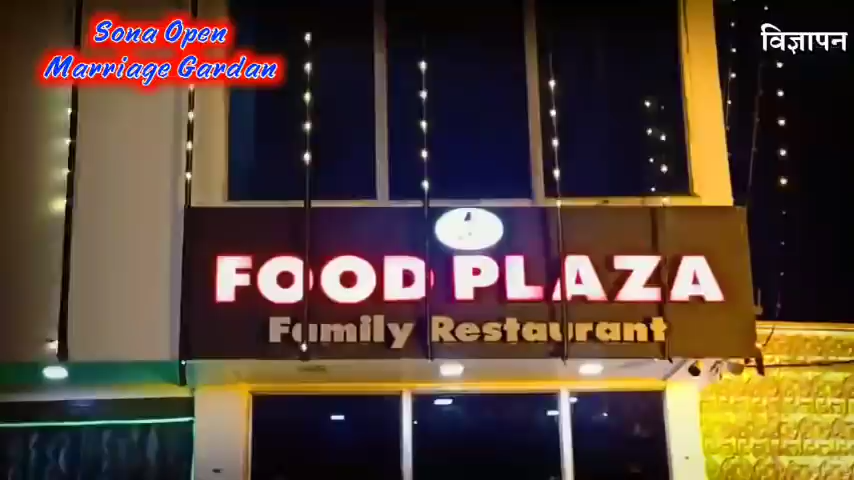 Sona Open
Marriage Gardan
विज्ञापन
FOOD PLAZA
Family Restaurant